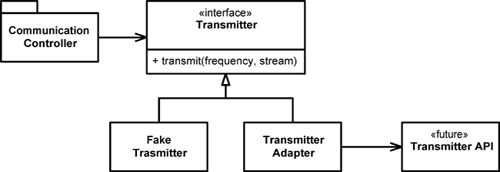 Communication
Controller
«interface»
Transmitter
+ transmit(frequency, stream)
Fake
Trasmitter
Transmitter
Adapter
«future»
Transmitter API